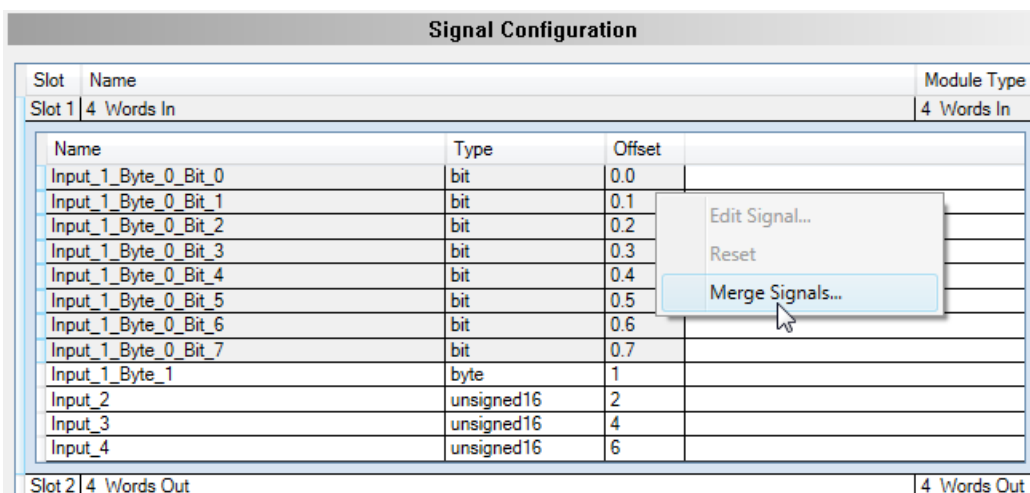 Signal Configuration
Slot Name Module Type
Slot 1 4 Words In 4 Words In
Name Type Offset
Input_1_Byte_0_Bit_0 bit 0.0
Input_1_Byte_0_Bit_1 bit 0.1
Input_1_Byte_0_Bit_2 bit 0.2
Input_1_Byte_0_Bit_3 bit 0.3
Input_1_Byte_0_Bit_4 bit 0.4
Input_1_Byte_0_Bit_5 bit 0.5
Input_1_Byte_0_Bit_6 bit 0.6
Input_1_Byte_0_Bit_7 bit 0.7
Input_1_Byte_1 byte 1
Input_2 unsigned16 2
Input_3 unsigned16 4
Input_4 unsigned16 6
Edit Signal...
Reset
Merge Signals...
Slot 2 4 Words Out 4 Words Out